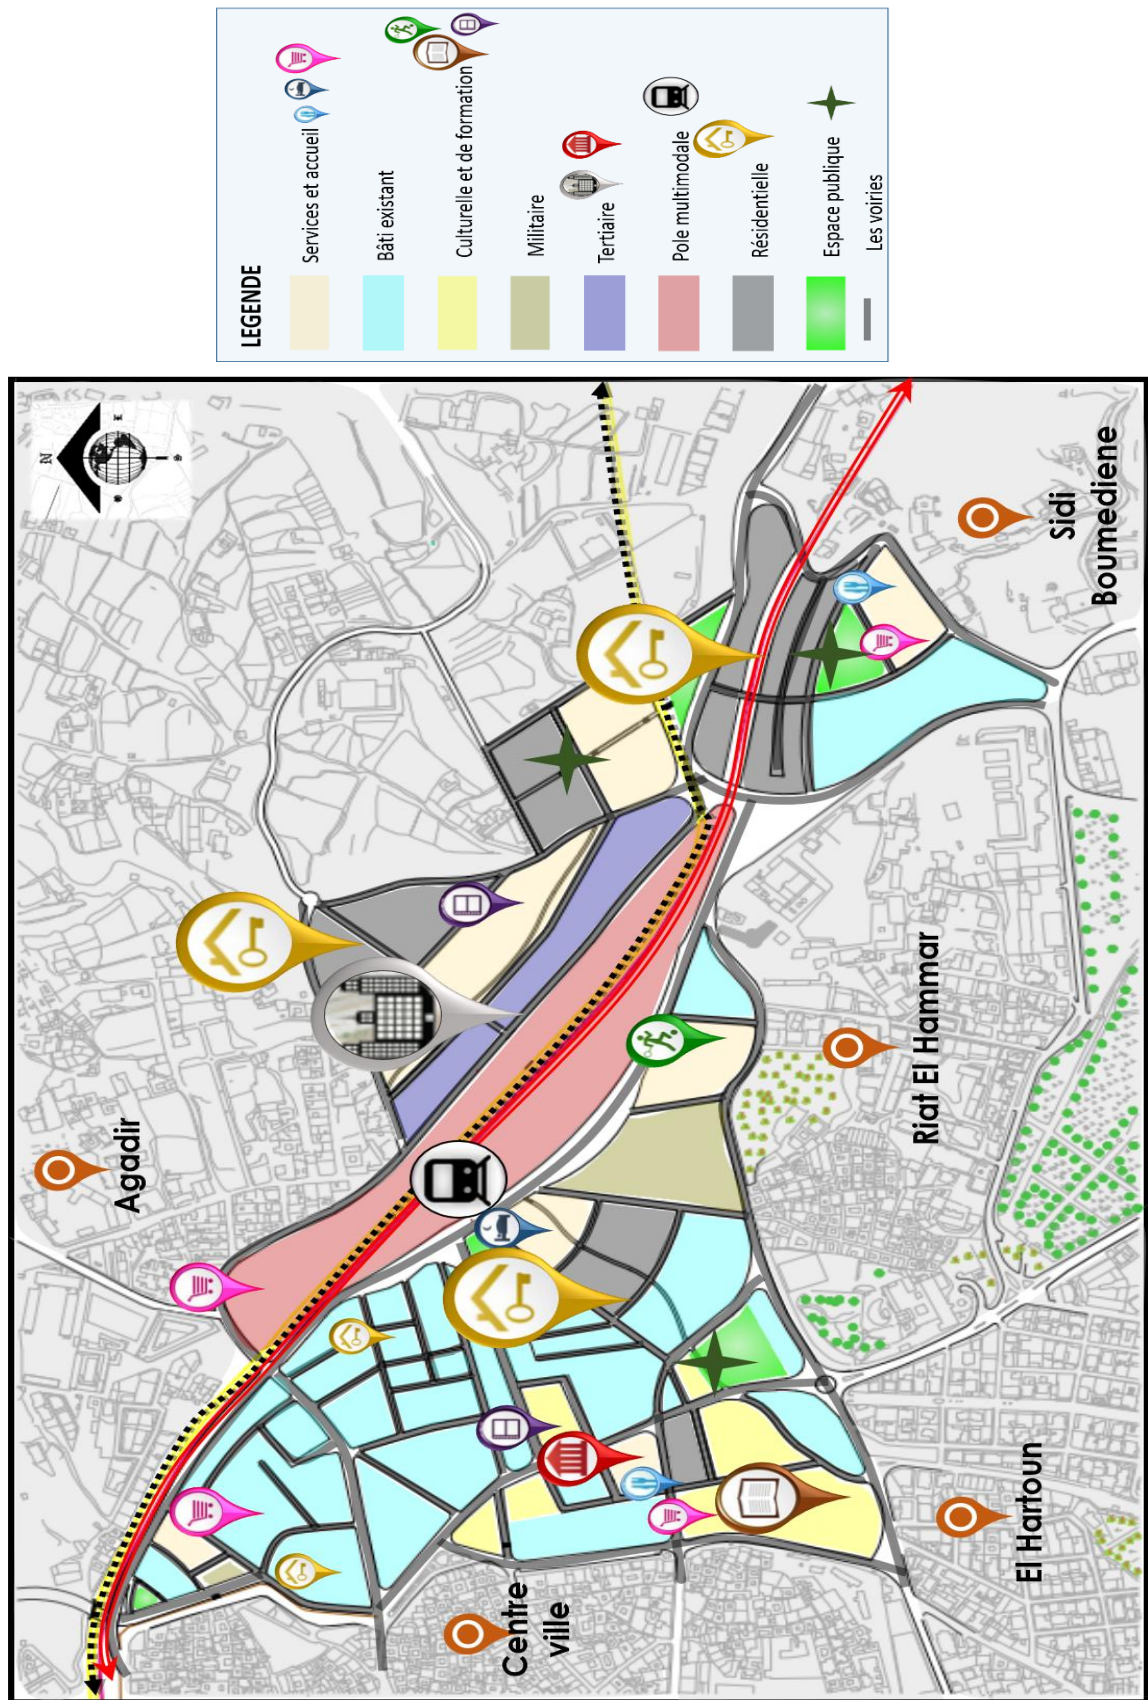 LEGENDE
Services et accueil
Bâti existant
Culturelle et de formation
Militaire
Tertiaire
Pole multimodale
Résidentielle
Espace publique
Les voiries
N
E
Agadir
Sidi
Boumediene
Riat El Hammar
Centre
ville
El Hartoun